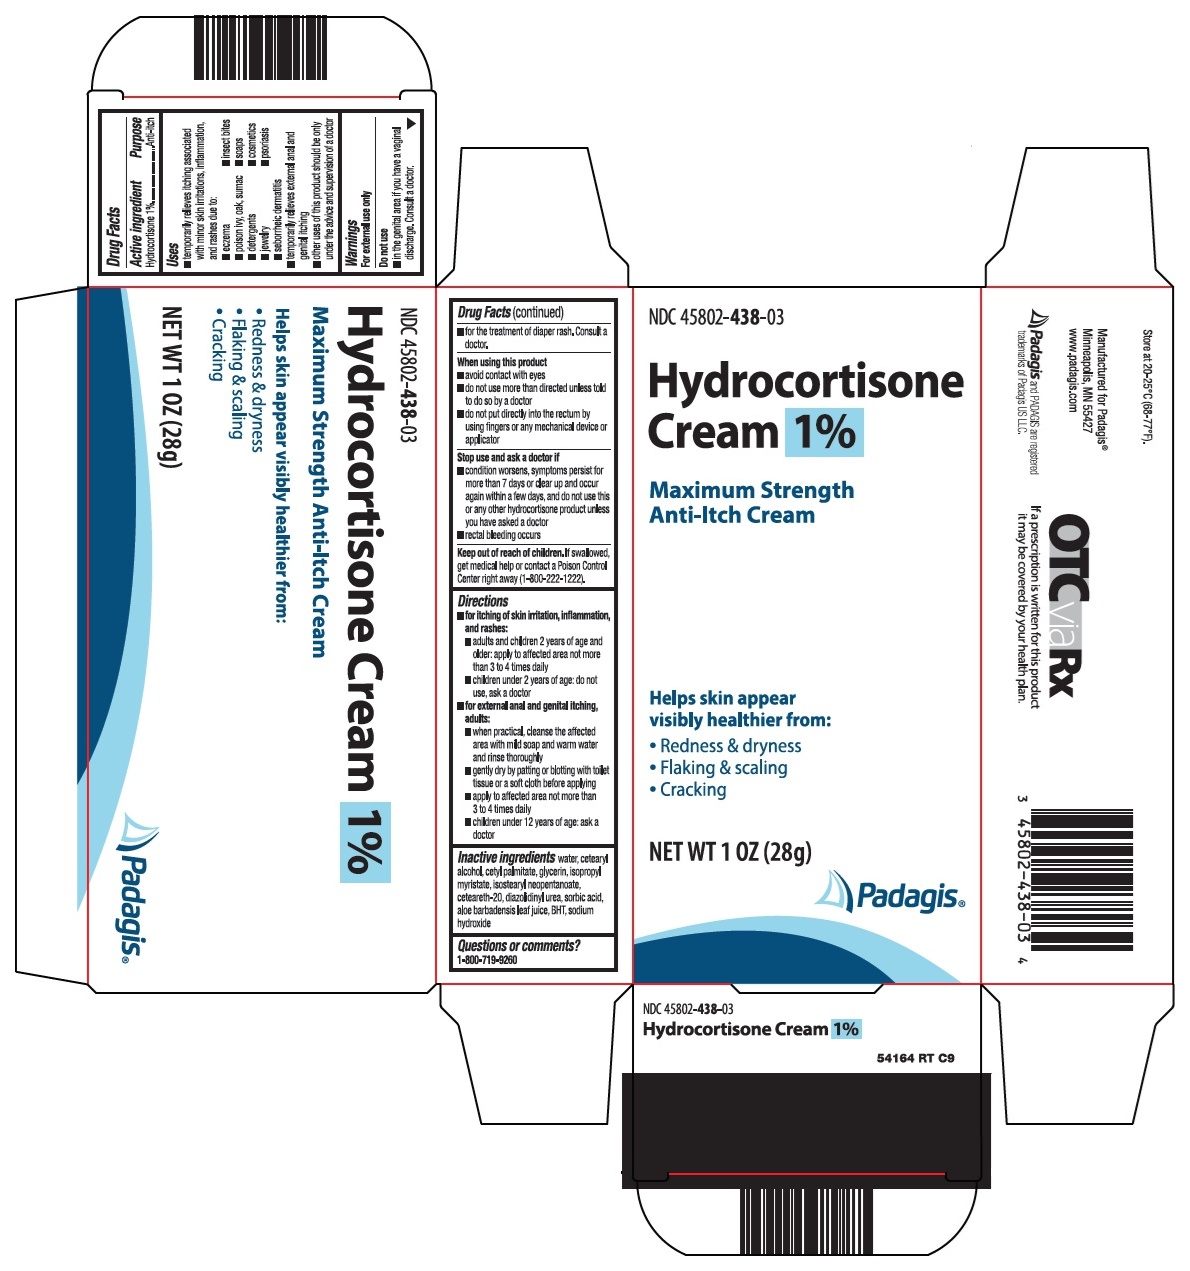 Drug Facts
Active ingredient Purpose
Hydrocortisone 1%...............Anti-itch
Uses
■ temporarily relieves itching associated
with minor skin irritations, inflammation,
and rashes due to:
■ eczema ■ insect bites
■ poison ivy, oak, sumac ■ soaps
■ detergents ■ cosmetics
■ jewelry ■ psoriasis
■ seborrheic dermatitis
■ temporarily relieves external anal and
genital itching
■ other uses of this product should be only
under the advice and supervision of a doctor
Warnings
For external use only
Do not use
■ in the genital area if you have a vaginal
discharge. Consult a doctor.
NDC 45802-438-03
Hydrocortisone Cream 1%
Maximum Strength Anti-Itch Cream
Helps skin appear visibly healthier from:
• Redness & dryness
• Flaking & scaling
• Cracking
NET WT 1 OZ (28g)
Padagis®
Drug Facts (continued)
■ for the treatment of diaper rash. Consult a
doctor.
When using this product
■ avoid contact with eyes
■ do not use more than directed unless told
to do so by a doctor
■ do not put directly into the rectum by
using fingers or any mechanical device or
applicator
Stop use and ask a doctor if
■ condition worsens, symptoms persist for
more than 7 days or clear up and occur
again within a few days, and do not use this
or any other hydrocortisone product unless
you have asked a doctor
■ rectal bleeding occurs
Keep out of reach of children. If swallowed,
get medical help or contact a Poison Control
Center right away (1-800-222-1222).
Directions
■ for itching of skin irritation, inflammation,
and rashes:
■ adults and children 2 years of age and
older: apply to affected area not more
than 3 to 4 times daily
■ children under 2 years of age: do not
use, ask a doctor
■ for external anal and genital itching,
adults:
■ when practical, cleanse the affected
area with mild soap and warm water
and rinse thoroughly
■ gently dry by patting or blotting with toilet
tissue or a soft cloth before applying
■ apply to affected area not more than
3 to 4 times daily
■ children under 12 years of age: ask a
doctor
Inactive ingredients water, cetearyl
alcohol, cetyl palmitate, glycerin, isopropyl
myristate, isostearyl neopentanoate,
ceteareth-20, diazolidinyl urea, sorbic acid,
aloe barbadensis leaf juice, BHT, sodium
hydroxide
Questions or comments?
1-800-719-9260
NDC 45802-438-03
Hydrocortisone
Cream 1%
Maximum Strength
Anti-Itch Cream
Helps skin appear
visibly healthier from:
• Redness & dryness
• Flaking & scaling
• Cracking
NET WT 1 OZ (28g)
Padagis®
NDC 45802-438-03
Hydrocortisone Cream 1%
54164 RT C9
Store at 20-25°C (68-77°F).
Manufactured for Padagis®
Minneapolis, MN 55427
www.padagis.com
Padagis and PADAGIS are registered
trademarks of Padagis US LLC.
OTCviaRx
If a prescription is written for this product
it may be covered by your health plan.
3 45802-438-03 4